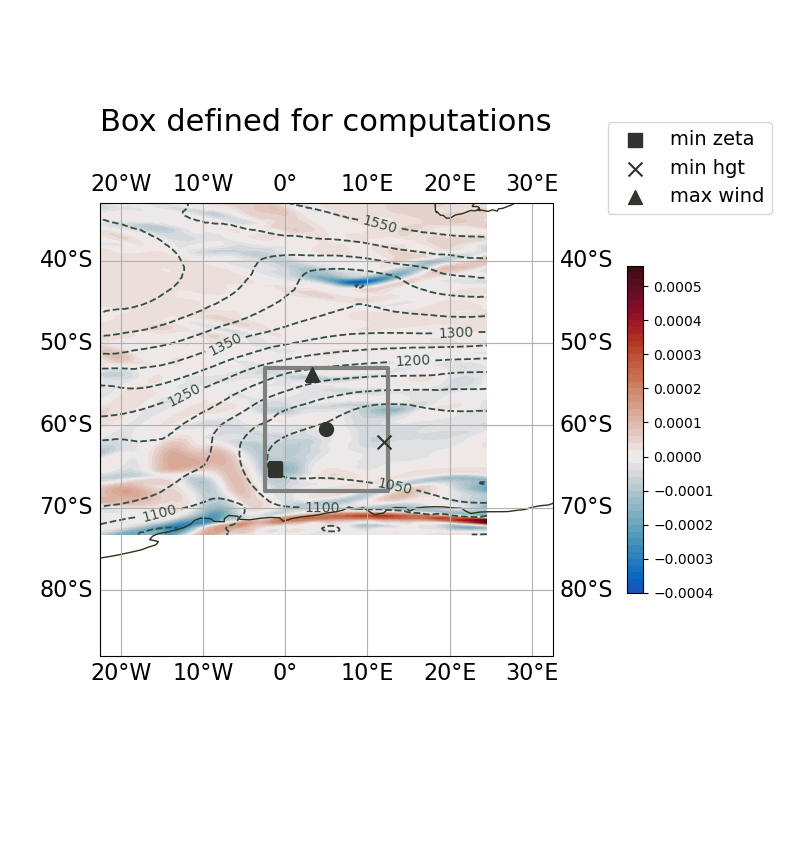 Box defined for computations
min zeta
min hgt
max wind
20°W 10°W 0° 10°E 20°E 30°E
1550
40°S 40°S
50°S 50°S
1350 1300
1200
1250
60°S 60°S
1050
70°S 70°S
1100 1100
80°S 80°S
20°W 10°W 0° 10°E 20°E 30°E
0.0005
0.0004
0.0003
0.0002
0.0001
0.0000
−0.0001
−0.0002
−0.0003
−0.0004